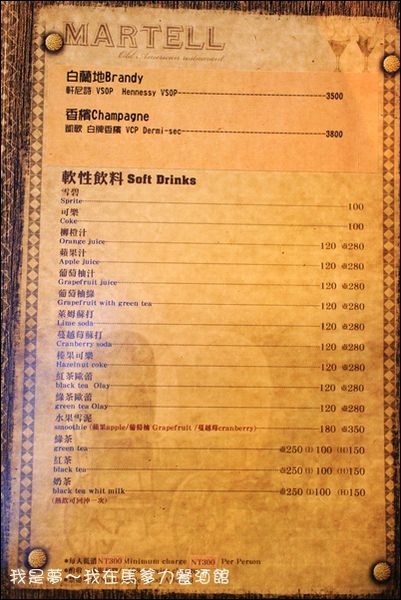 MARTELL
Old American restaurant
白蘭地Brandy
軒尼詩 VSOP Hennessy VSOP 3500
香檳Champagne
凱歌 白牌香檳 VCP Dermi-sec 3800
軟性飲料 Soft Drinks
雪碧
Sprite 100
可樂
Coke 100
柳橙汁
Orange juice 120 壺280
蘋果汁
Apple juice 120 壺280
葡萄柚汁
Grapefruit juice 120 壺280
葡萄柚綠
Grapefruit with green tea 120 壺280
萊姆蘇打
Lime soda 120 壺280
蔓越莓蘇打
Cranberry soda 120 壺280
榛果可樂
Hazelnut coke 120 壺280
紅茶歐蕾
black tea Olay 120 壺280
綠茶歐蕾
green tea Olay 120 壺280
水果雪泥
smoothie (蘋果apple/葡萄柚 Grapefruit /蔓越莓cranberry) 180 壺350
綠茶
green tea 壺250 (I) 100 (H)150
紅茶
black tea 壺250 (I) 100 (H)150
奶茶
black tea whit milk 壺250 (I) 100 (H)150
(熱飲可回沖一次)
*每人低消NT300 Minimum charge NT300 Per Person
我是夢～我在馬爹力餐酒館